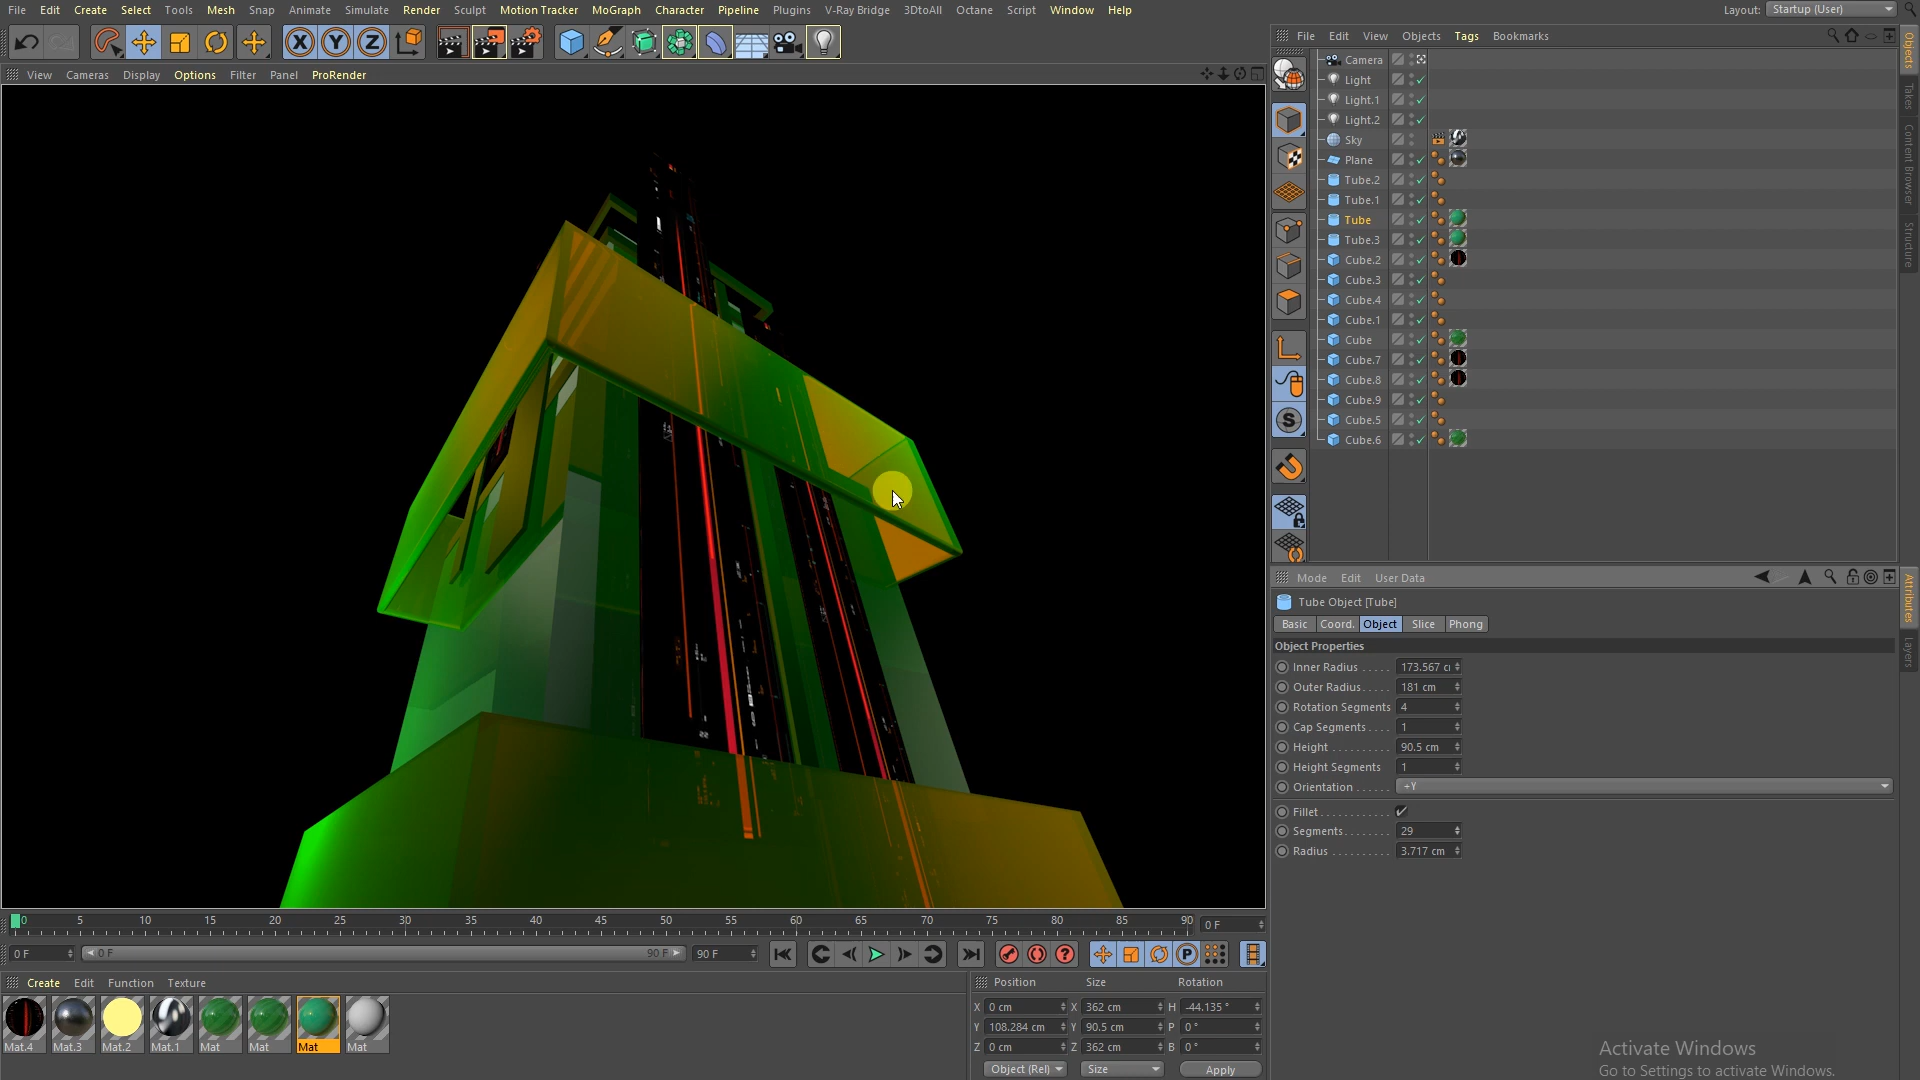 File Edit Create Select Tools Mesh Snap Animate Simulate Render Sculpt Motion Tracker MoGraph Character Pipeline Plugins V-Ray Bridge 3DtoAll Octane Script Window Help
Layout: Startup (User)
File Edit View Objects Tags Bookmarks
View Cameras Display Options Filter Panel ProRender
Camera
Light
Light.1
Light.2
Sky
Plane
Tube.2
Tube.1
Tube
Tube.3
Cube.2
Cube.3
Cube.4
Cube.1
Cube
Cube.7
Cube.8
Cube.9
Cube.5
Cube.6
Objects
Takes
Content Browser
Structure
Mode Edit User Data
Tube Object [Tube]
Basic Coord. Object Slice Phong
Object Properties
Inner Radius ..... 173.567 c
Outer Radius..... 181 cm
Rotation Segments 4
Cap Segments.... 1
Height .......... 90.5 cm
Height Segments 1
Orientation....... +Y
Fillet............
Segments........ 29
Radius .......... 3.717 cm
Attributes
Layers
0 5 10 15 20 25 30 35 40 45 50 55 60 65 70 75 80 85 90 0 F
0 F 0 F 90 F 90 F
Create Edit Function Texture
Mat.4 Mat.3 Mat.2 Mat.1 Mat Mat Mat Mat
Position Size Rotation
X 0 cm X 362 cm H -44.135 °
Y 108.284 cm Y 90.5 cm P 0 °
Z 0 cm Z 362 cm B 0 °
Object (Rel) Size Apply
Activate Windows
Go to Settings to activate Windows.